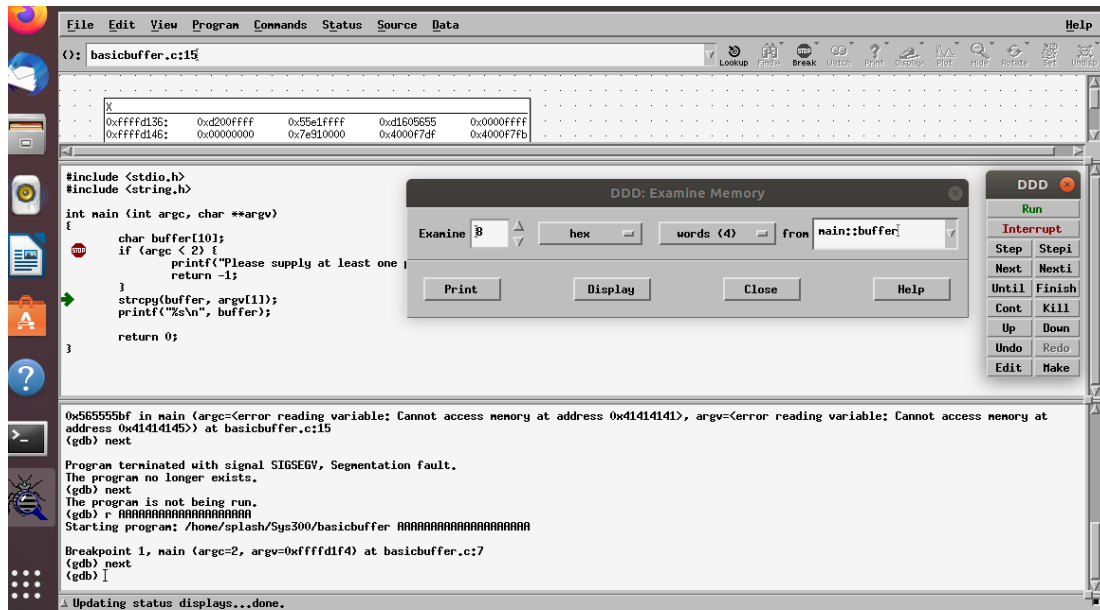 File Edit View Program Commands Status Source Data Help
(): basicbuffer.c:15
Lookup Find» Break Watch Print Display Plot Hide Rotate Set Undisp
X
0xffffd136: 0xd200ffff 0x55e1ffff 0xd1605655 0x0000ffff
0xffffd146: 0x00000000 0x7e910000 0x4000f7df 0x4000f7fb
#include <stdio.h>
#include <string.h>
int main (int argc, char **argv)
{
char buffer[10];
if (argc < 2) {
printf("Please supply at least one
return -1;
}
strcpy(buffer, argv[1]);
printf("%s\n", buffer);
return 0;
}
DDD: Examine Memory
Examine 8 hex words (4) from main::buffer
Print Display Close Help
DDD
Run
Interrupt
Step Stepi
Next Nexti
Until Finish
Cont Kill
Up Down
Undo Redo
Edit Make
0x565555bf in main (argc=<error reading variable: Cannot access memory at address 0x41414141>, argv=<error reading variable: Cannot access memory at
address 0x41414145>) at basicbuffer.c:15
(gdb) next
Program terminated with signal SIGSEGV, Segmentation fault.
The program no longer exists.
(gdb) next
The program is not being run.
(gdb) r AAAAAAAAAAAAAAAAAAAA
Starting program: /home/splash/Sys300/basicbuffer AAAAAAAAAAAAAAAAAAAA
Breakpoint 1, main (argc=2, argv=0xffffd1f4) at basicbuffer.c:7
(gdb) next
(gdb)
Updating status displays...done.